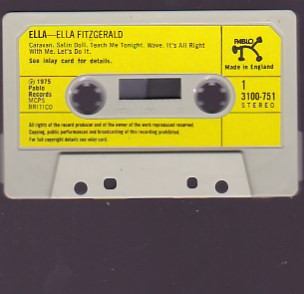 ELLA—ELLA FITZGERALD
Caravan. Satin Doll. Teach Me Tonight. Wave. It's All Right
With Me. Let's Do It.
See inlay card for details.
PABLO
Made in England
℗ 1975
Pablo
Records
MCPS
BRITICO
1
3100-751
STEREO
All rights of the record producer and of the owner of the work reproduced reserved.
Copying, public performances and broadcasting of this recording prohibited.
For full copyright details see inlay card.